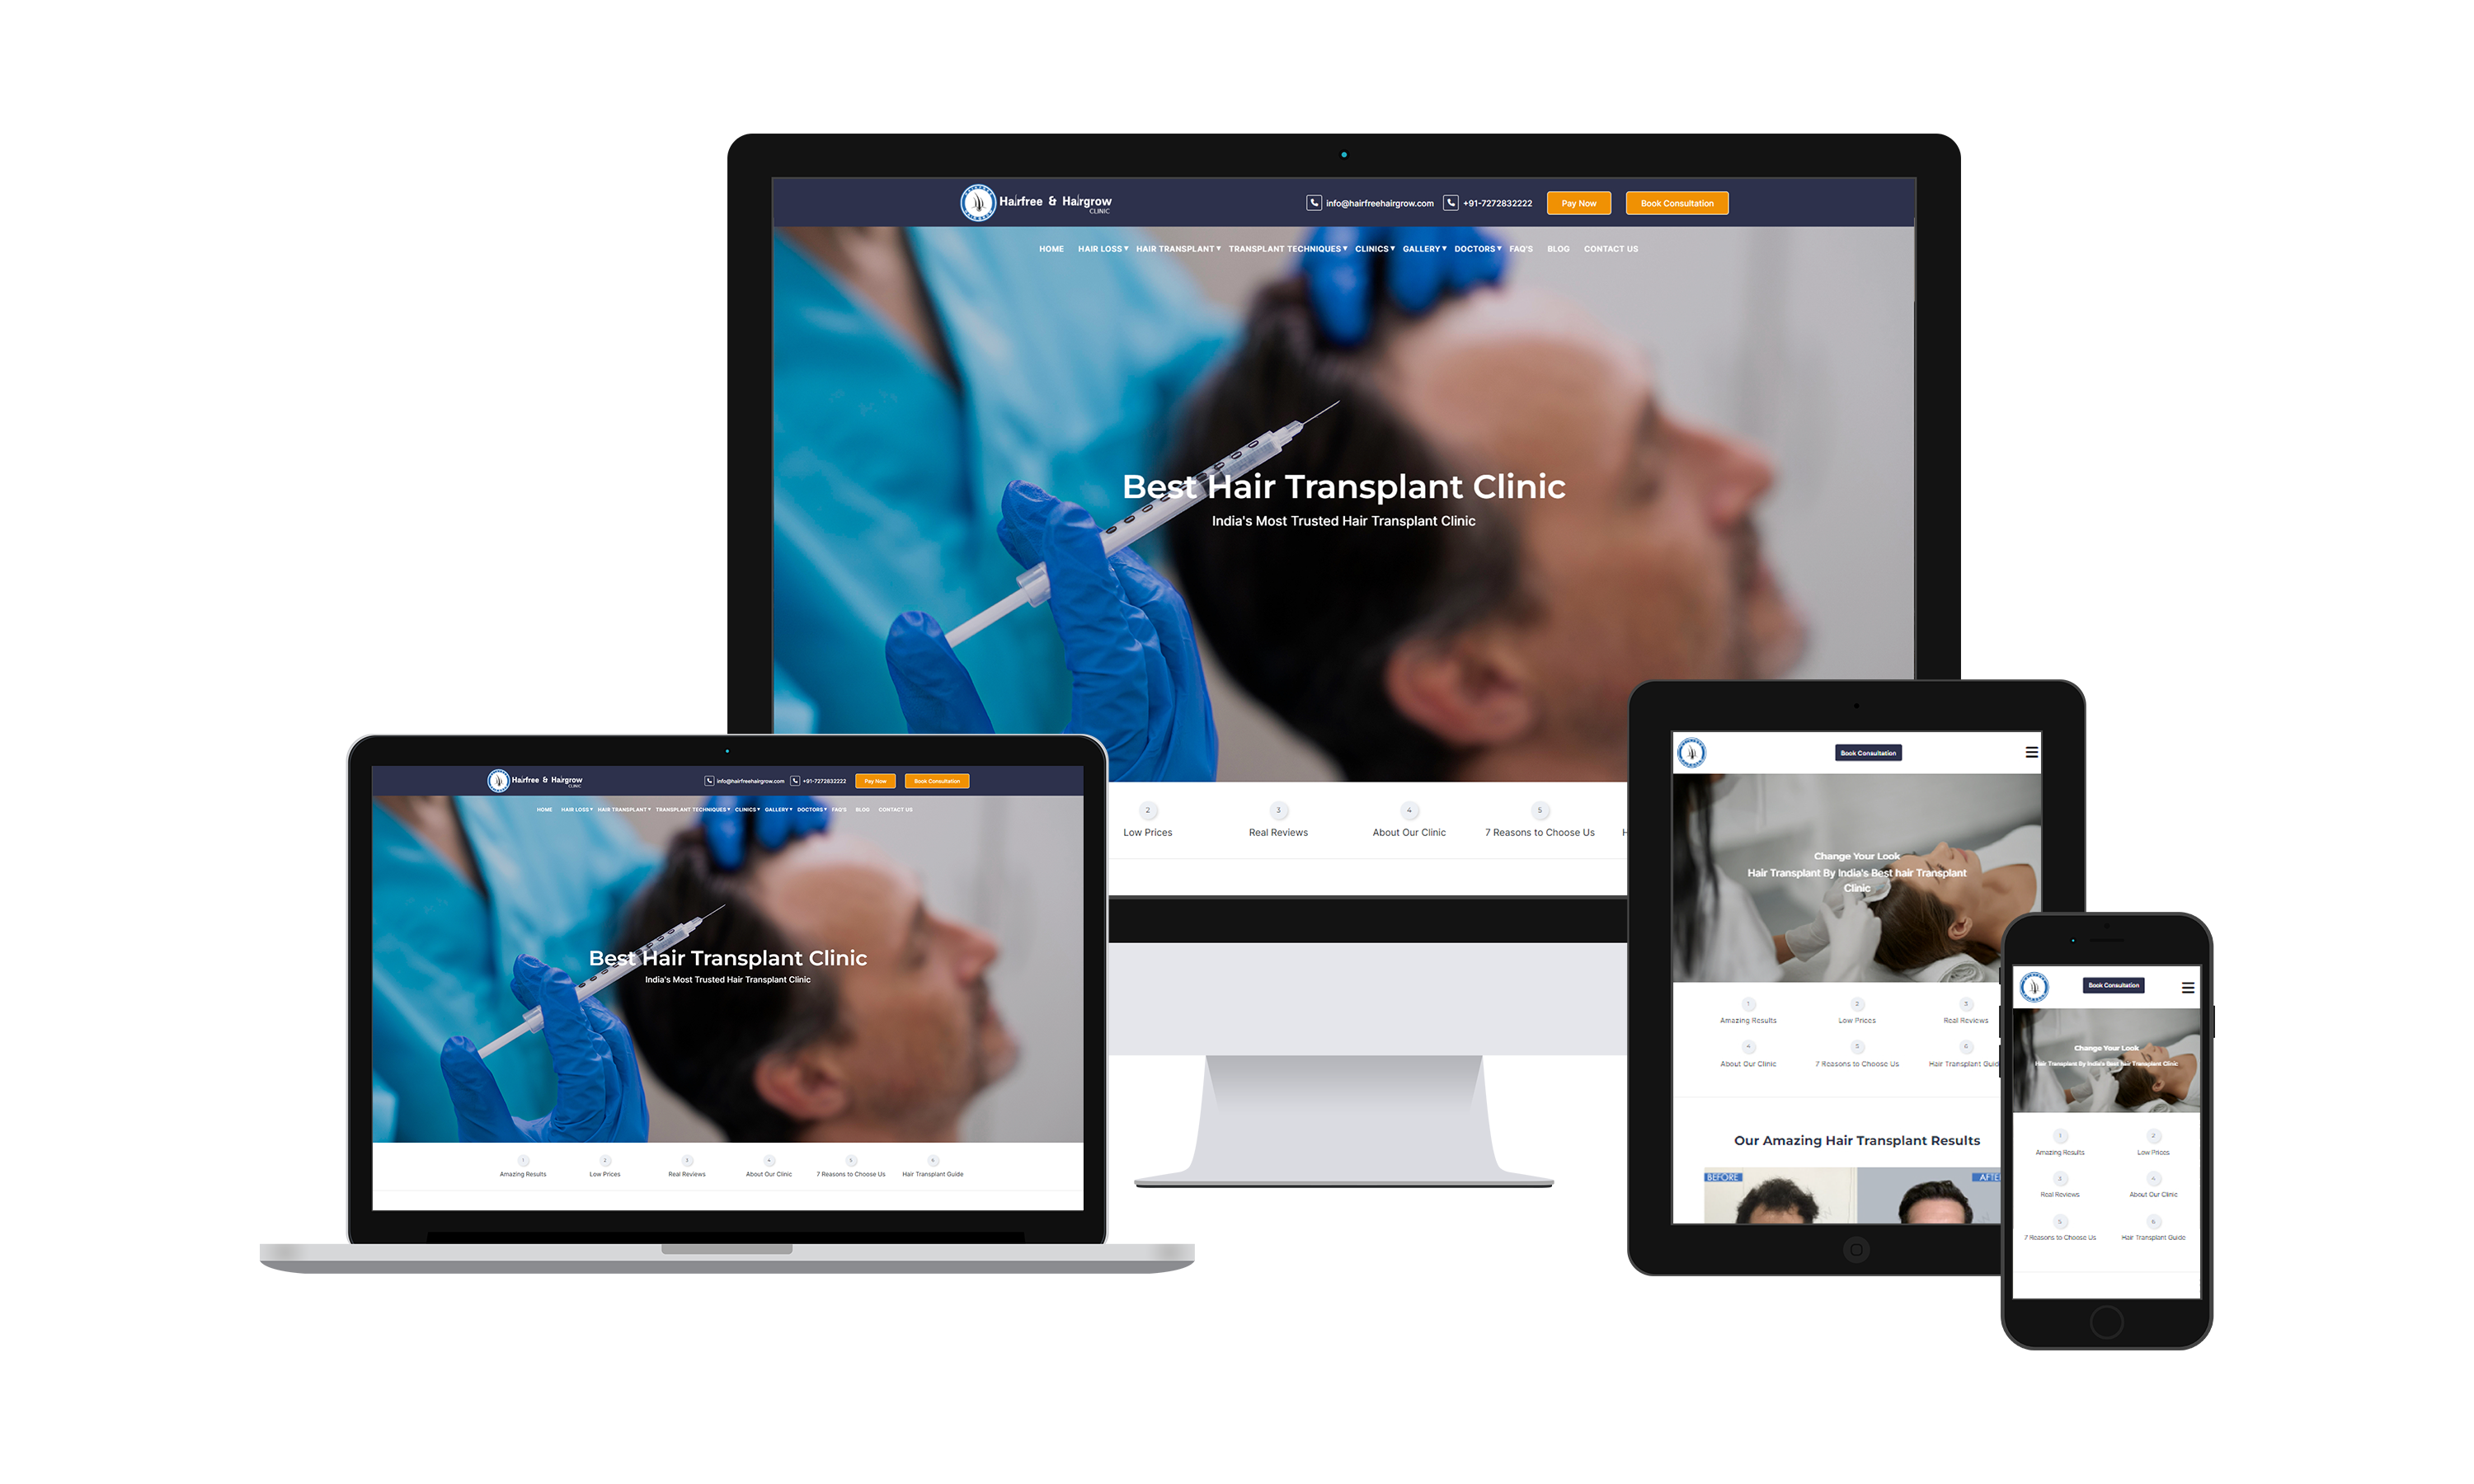 Hairfree & Hairgrow
CLINIC
info@hairfreehairgrow.com +91-7272832222 Pay Now Book Consultation
HOME HAIR LOSS HAIR TRANSPLANT TRANSPLANT TECHNIQUES CLINICS GALLERY DOCTORS FAQ'S BLOG CONTACT US
Best Hair Transplant Clinic
India's Most Trusted Hair Transplant Clinic
2 3 4 5
Low Prices Real Reviews About Our Clinic 7 Reasons to Choose Us H
Hairfree & Hairgrow
CLINIC
info@hairfreehairgrow.com +91-7272832222 Pay Now Book Consultation
HOME HAIR LOSS HAIR TRANSPLANT TRANSPLANT TECHNIQUES CLINICS GALLERY DOCTORS FAQ'S BLOG CONTACT US
Best Hair Transplant Clinic
India's Most Trusted Hair Transplant Clinic
1 2 3 4 5 6
Amazing Results Low Prices Real Reviews About Our Clinic 7 Reasons to Choose Us Hair Transplant Guide
Book Consultation
Change Your Look
Hair Transplant By India's Best hair Transplant
Clinic
1 2 3
Amazing Results Low Prices Real Reviews
4 5 6
About Our Clinic 7 Reasons to Choose Us Hair Transplant Guid
Our Amazing Hair Transplant Results
BEFORE AFTE
Book Consultation
Change Your Look
Hair Transplant By India's Best hair Transplant Clinic
1 2
Amazing Results Low Prices
3 4
Real Reviews About Our Clinic
5 6
7 Reasons to Choose Us Hair Transplant Guide